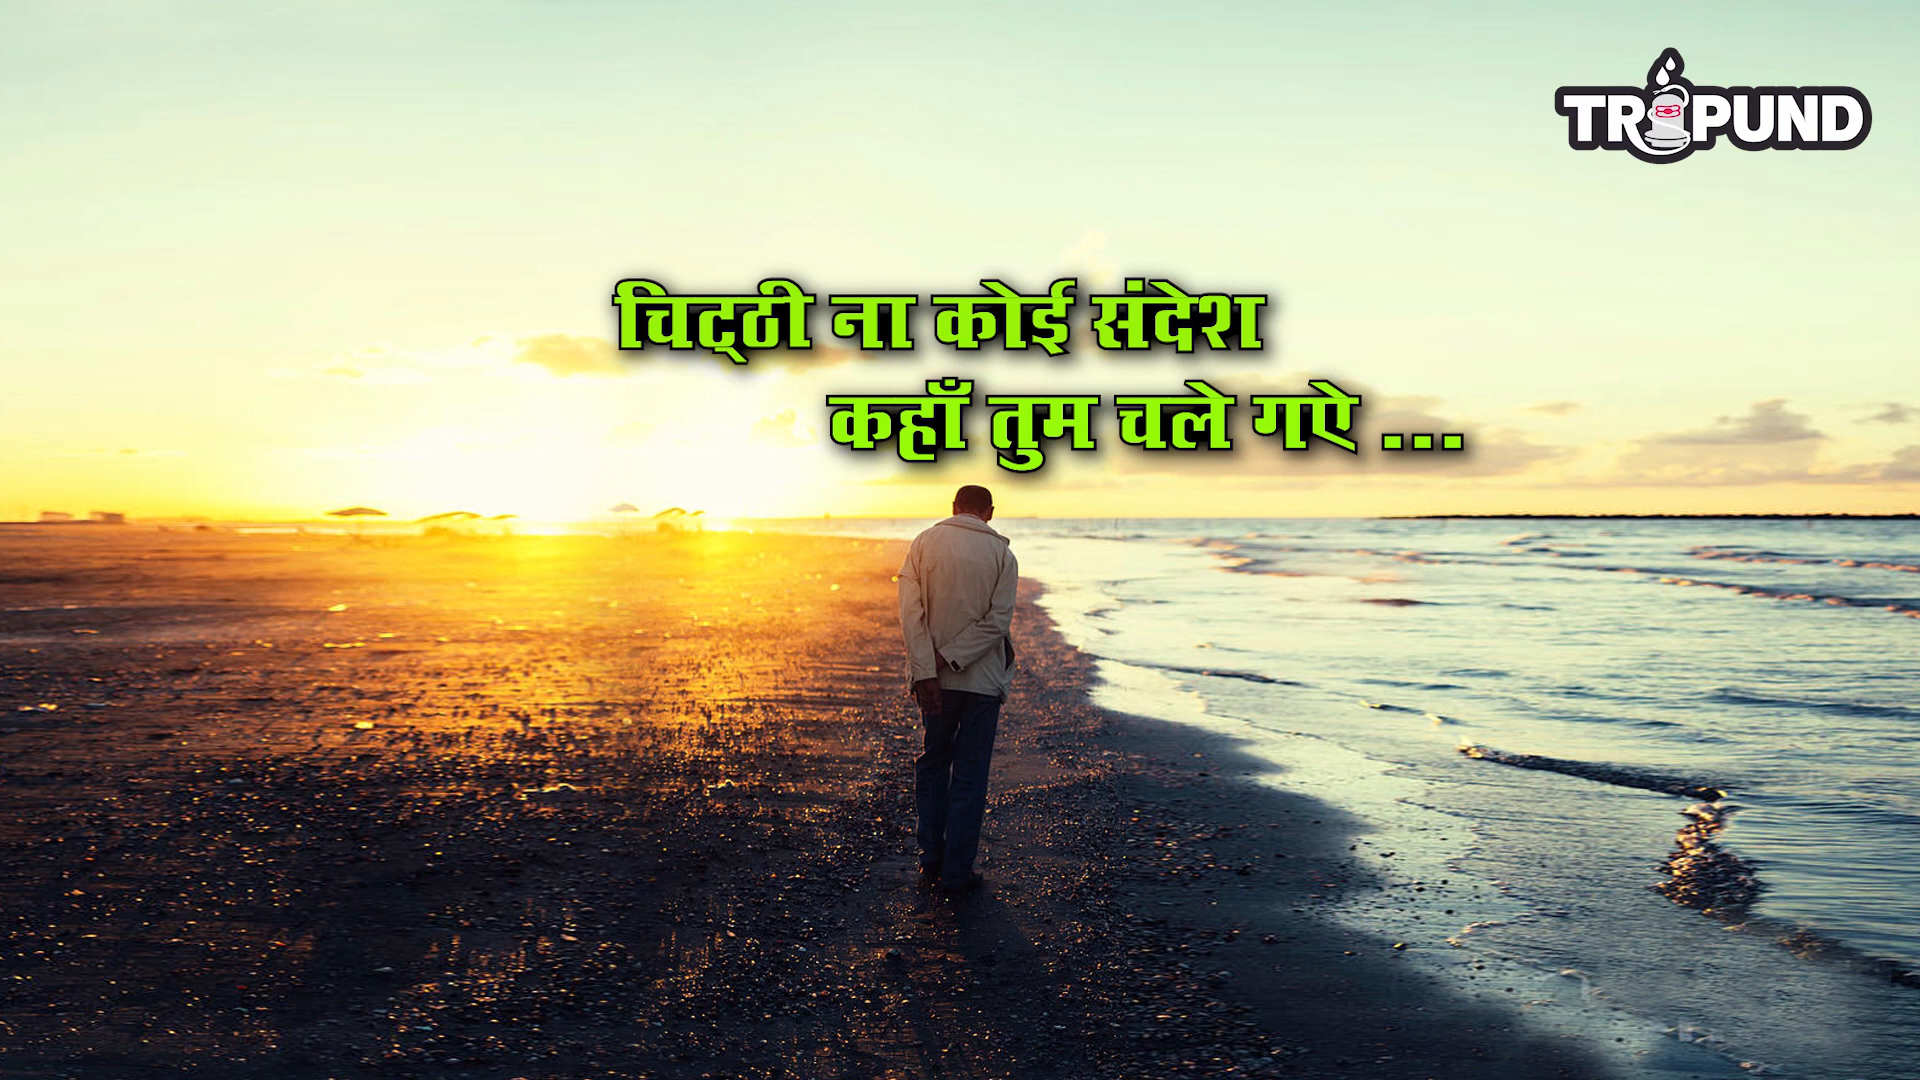 TRIPUND
चिट्ठी ना कोई संदेश
कहाँ तुम चले गऐ ...